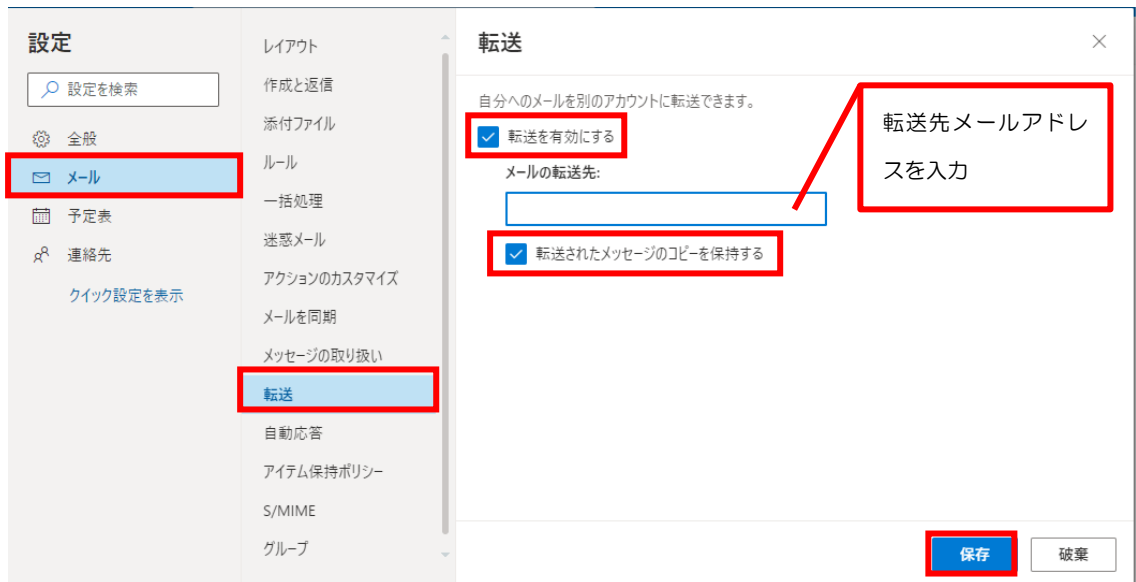 設定
設定を検索
全般
メール
予定表
連絡先
クイック設定を表示
レイアウト
作成と返信
添付ファイル
ルール
一括処理
迷惑メール
アクションのカスタマイズ
メールを同期
メッセージの取り扱い
転送
自動応答
アイテム保持ポリシー
S/MIME
グループ
転送
自分へのメールを別のアカウントに転送できます。
転送を有効にする
メールの転送先:
転送されたメッセージのコピーを保持する
転送先メールアドレ
スを入力
保存
破棄